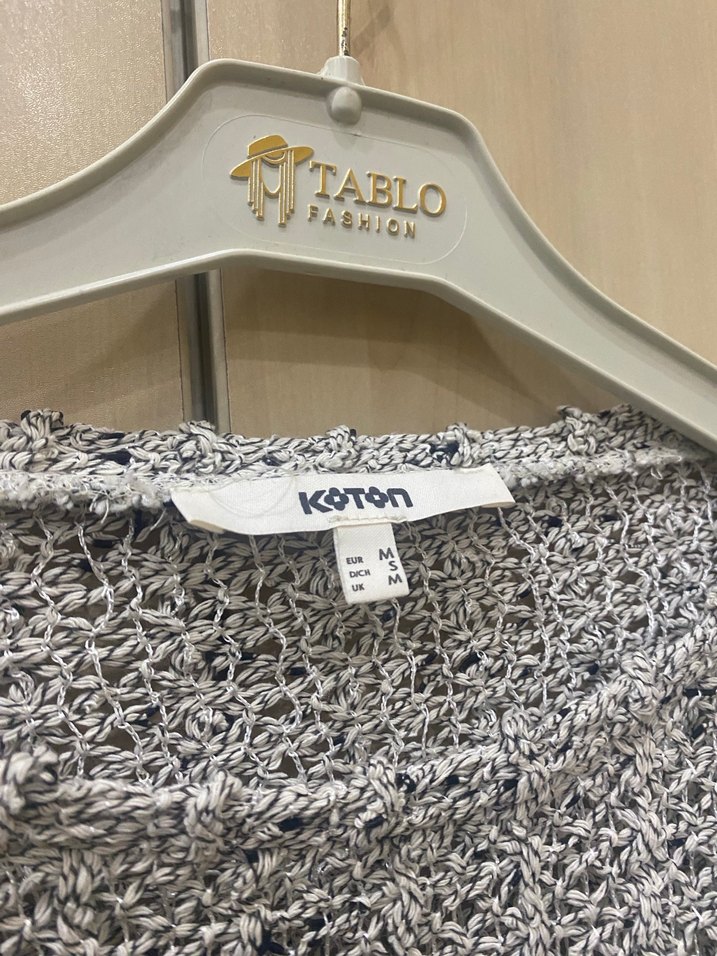 TABLO
FASHION
KOTON
EUR M
D/CH S
UK M